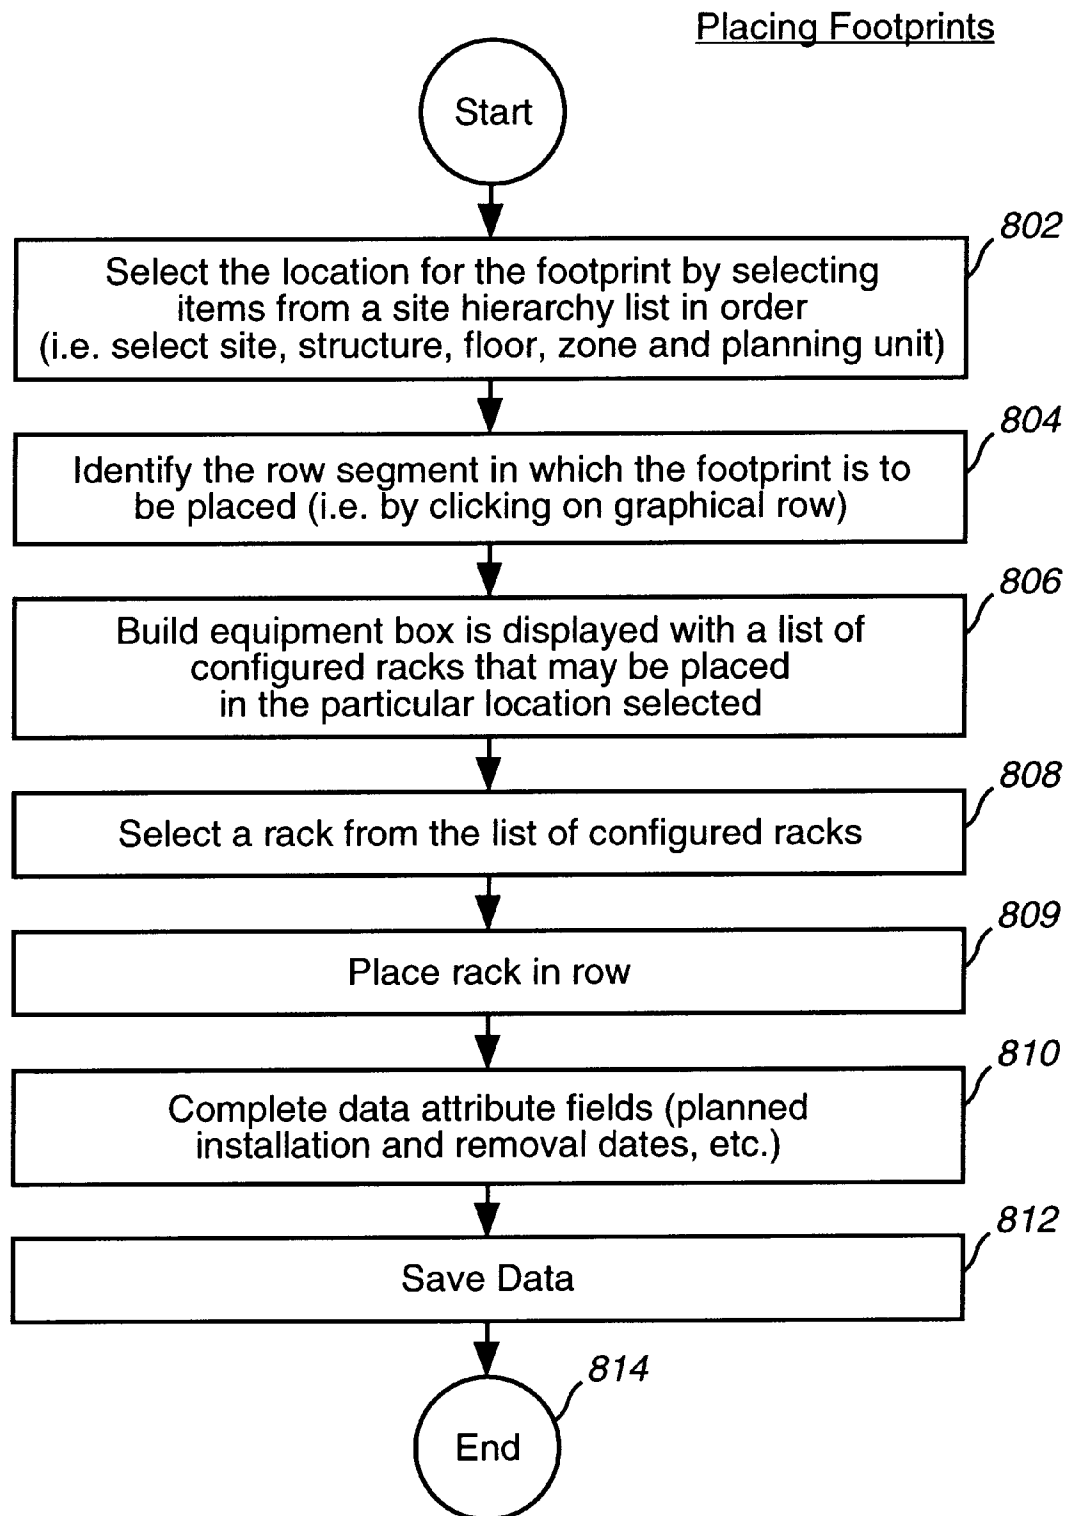 Placing Footprints
Start
802
Select the location for the footprint by selecting
items from a site hierarchy list in order
(i.e. select site, structure, floor, zone and planning unit)
804
Identify the row segment in which the footprint is to
be placed (i.e. by clicking on graphical row)
806
Build equipment box is displayed with a list of
configured racks that may be placed
in the particular location selected
808
Select a rack from the list of configured racks
809
Place rack in row
810
Complete data attribute fields (planned
installation and removal dates, etc.)
812
Save Data
814
End